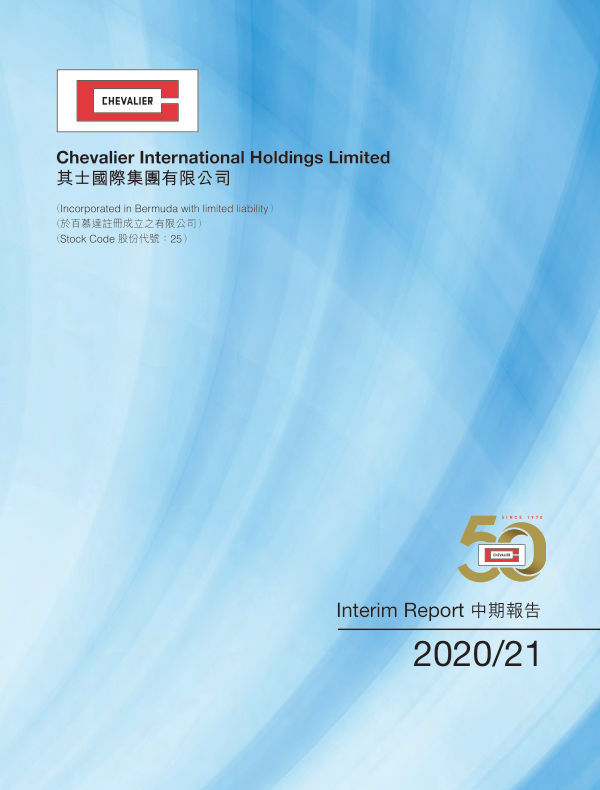 CHEVALIER
Chevalier International Holdings Limited
其士國際集團有限公司
(Incorporated in Bermuda with limited liability)
(於百慕達註冊成立之有限公司)
(Stock Code 股份代號：25)
SINCE 1970
50
CHEVALIER
Interim Report 中期報告
2020/21